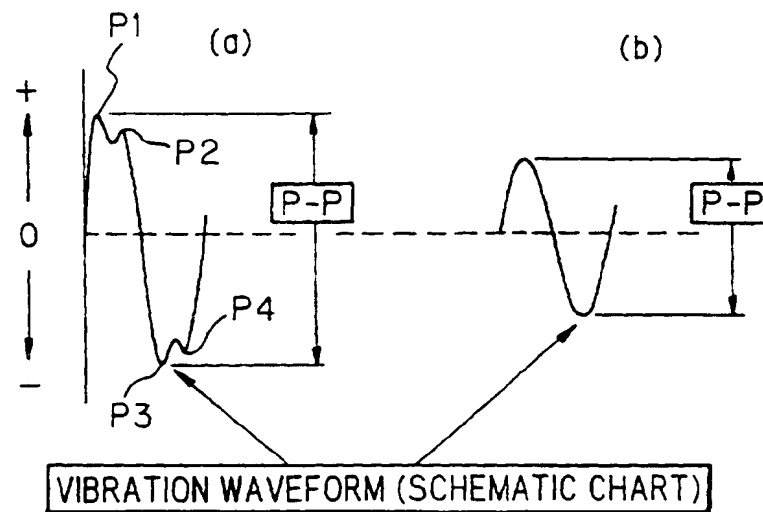 P1
(a)
(b)
+
P2
P-P
P-P
0
P4
-
P3
VIBRATION WAVEFORM (SCHEMATIC CHART)